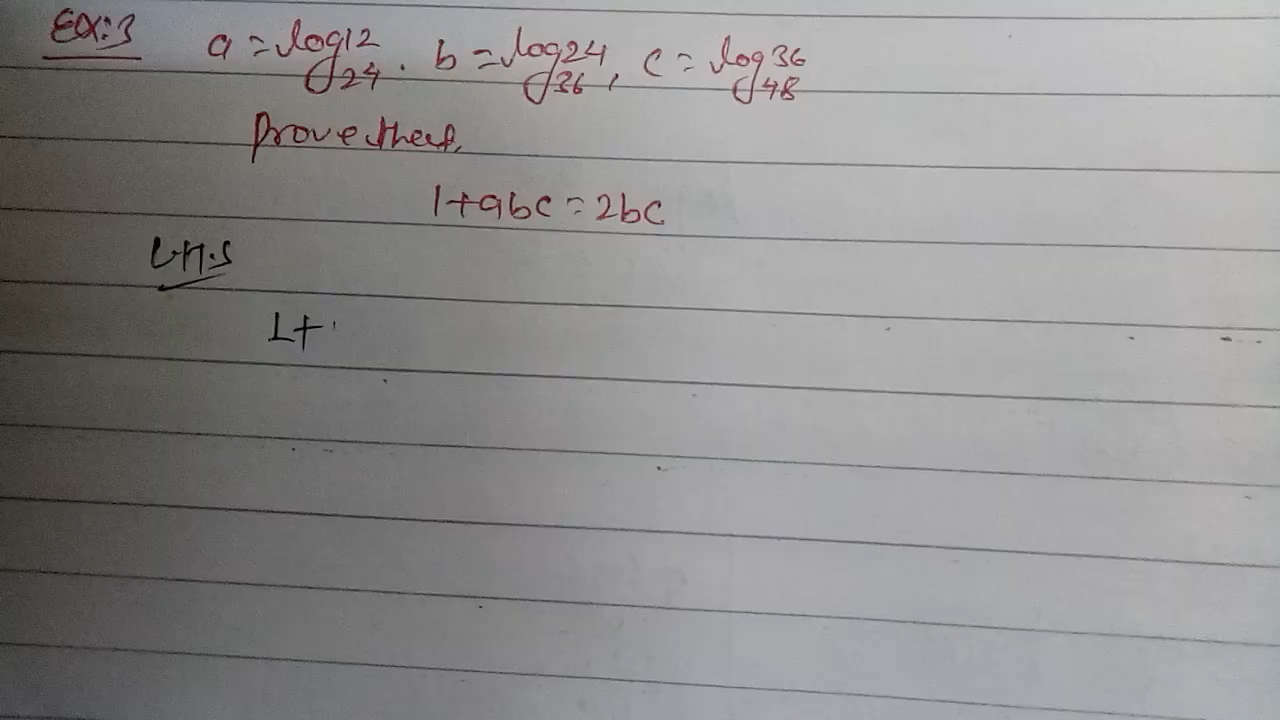 Ex:3 a = log12 24 . b = log24 36 , c = log36 48
Prove that,
1+abc = 2bc
L.H.S
1+